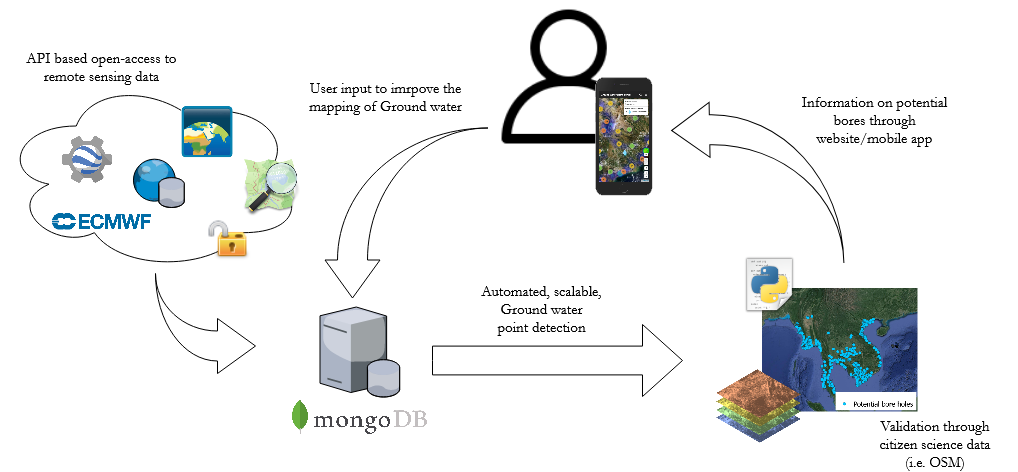 API based open-access to
remote sensing data
ECMWF
User input to imrpove the
mapping of Ground water
Information on potential
bores through
website/mobile app
Automated, scalable,
Ground water
point detection
mongoDB
Potential bore holes
Validation through
citizen science data
(i.e. OSM)